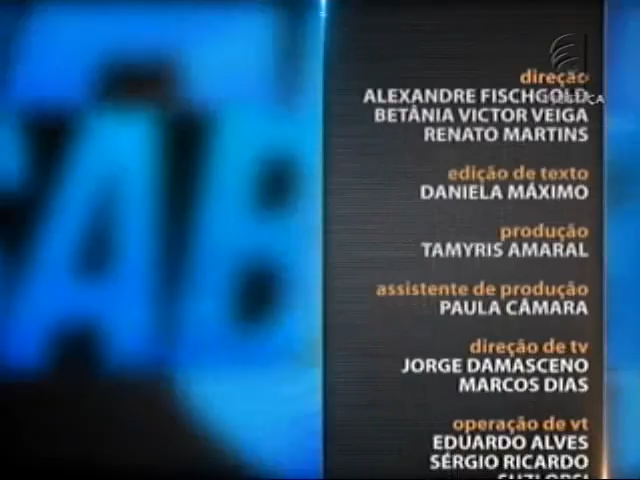 direção
ALEXANDRE FISCHGOLD
BETÂNIA VICTOR VEIGA
RENATO MARTINS
edição de texto
DANIELA MÁXIMO
produção
TAMYRIS AMARAL
assistente de produção
PAULA CÂMARA
direção de tv
JORGE DAMASCENO
MARCOS DIAS
operação de vt
EDUARDO ALVES
SÉRGIO RICARDO